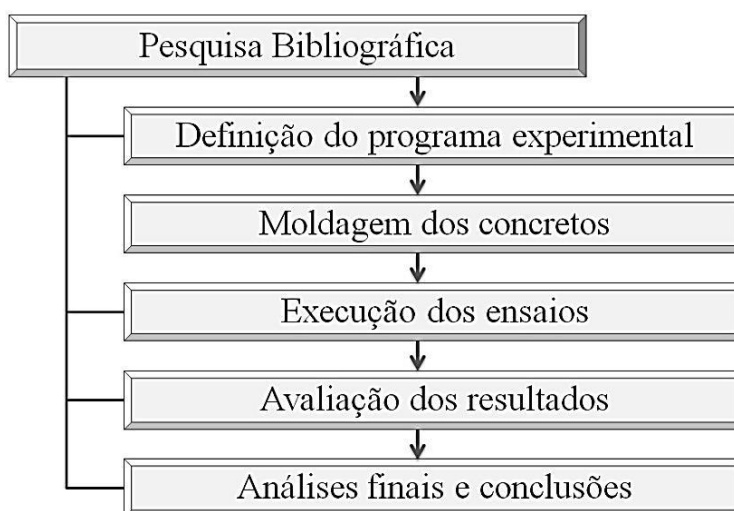 Pesquisa Bibliográfica
Definição do programa experimental
Moldagem dos concretos
Execução dos ensaios
Avaliação dos resultados
Análises finais e conclusões